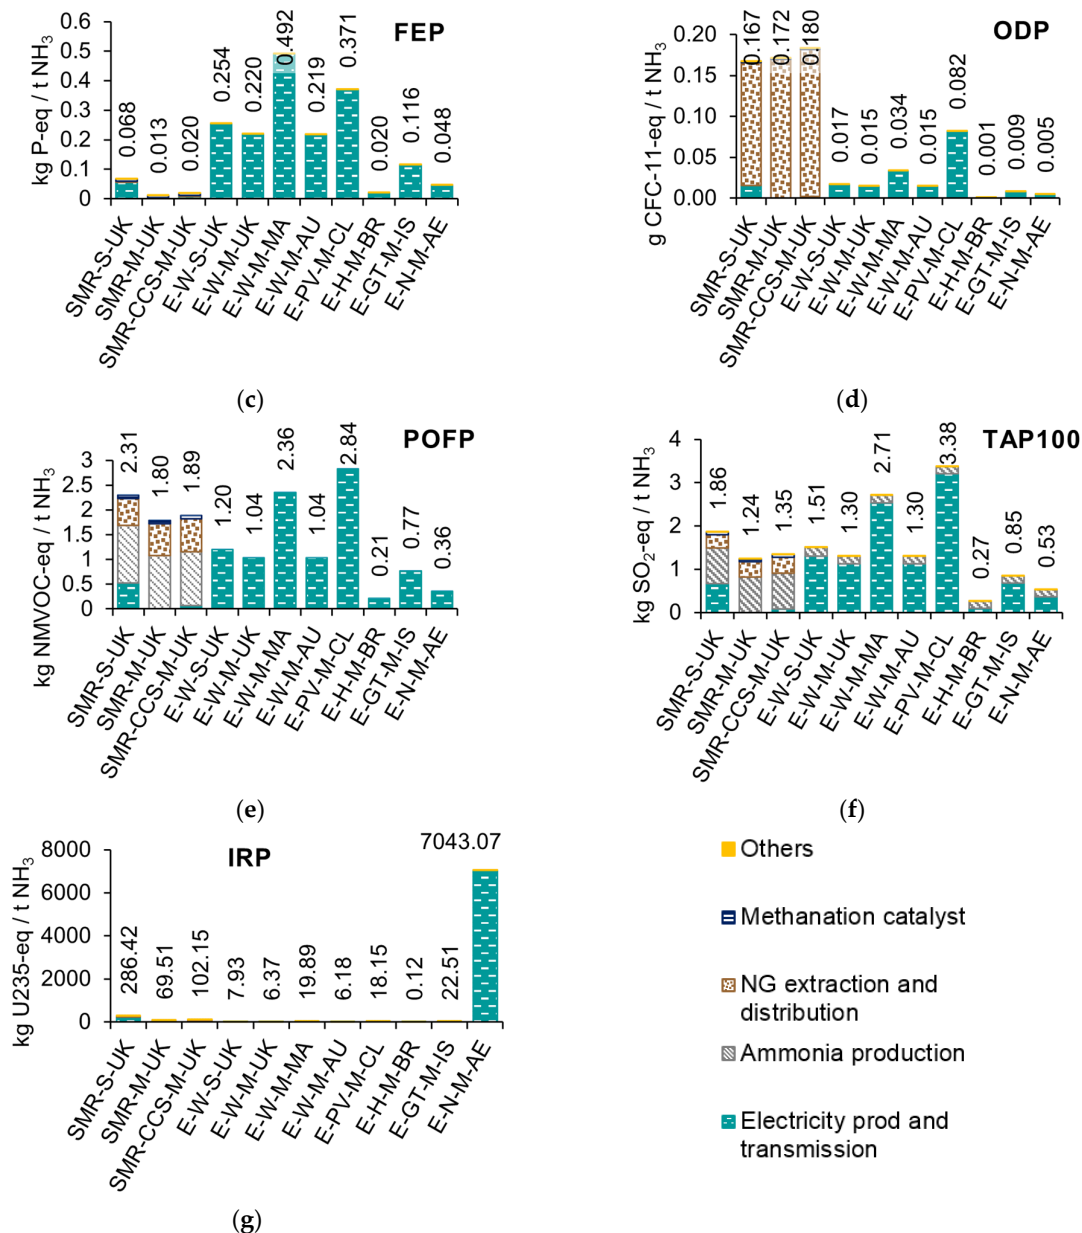 FEP
kg P-eq / t NH3
0.6
0.5
0.4
0.3
0.2
0.1
0
0.068
0.013
0.020
0.254
0.220
0.492
0.219
0.371
0.020
0.116
0.048
SMR-S-UK
SMR-M-UK
SMR-CCS-M-UK
E-W-S-UK
E-W-M-UK
E-W-M-MA
E-W-M-AU
E-PV-M-CL
E-H-M-BR
E-GT-M-IS
E-N-M-AE
(c)
ODP
g CFC-11-eq / t NH3
0.20
0.15
0.10
0.05
0.00
0.167
0.172
0.180
0.017
0.015
0.034
0.015
0.082
0.001
0.009
0.005
SMR-S-UK
SMR-M-UK
SMR-CCS-M-UK
E-W-S-UK
E-W-M-UK
E-W-M-MA
E-W-M-AU
E-PV-M-CL
E-H-M-BR
E-GT-M-IS
E-N-M-AE
(d)
POFP
kg NMVOC-eq / t NH3
3
2.5
2
1.5
1
0.5
0
2.31
1.80
1.89
1.20
1.04
2.36
1.04
2.84
0.21
0.77
0.36
SMR-S-UK
SMR-M-UK
SMR-CCS-M-UK
E-W-S-UK
E-W-M-UK
E-W-M-MA
E-W-M-AU
E-PV-M-CL
E-H-M-BR
E-GT-M-IS
E-N-M-AE
(e)
TAP100
kg SO2-eq / t NH3
4
3
2
1
0
1.86
1.24
1.35
1.51
1.30
2.71
1.30
3.38
0.27
0.85
0.53
SMR-S-UK
SMR-M-UK
SMR-CCS-M-UK
E-W-S-UK
E-W-M-UK
E-W-M-MA
E-W-M-AU
E-PV-M-CL
E-H-M-BR
E-GT-M-IS
E-N-M-AE
(f)
IRP
kg U235-eq / t NH3
8000
6000
4000
2000
0
286.42
69.51
102.15
7.93
6.37
19.89
6.18
18.15
0.12
22.51
7043.07
SMR-S-UK
SMR-M-UK
SMR-CCS-M-UK
E-W-S-UK
E-W-M-UK
E-W-M-MA
E-W-M-AU
E-PV-M-CL
E-H-M-BR
E-GT-M-IS
E-N-M-AE
(g)
Others
Methanation catalyst
NG extraction and
distribution
Ammonia production
Electricity prod and
transmission